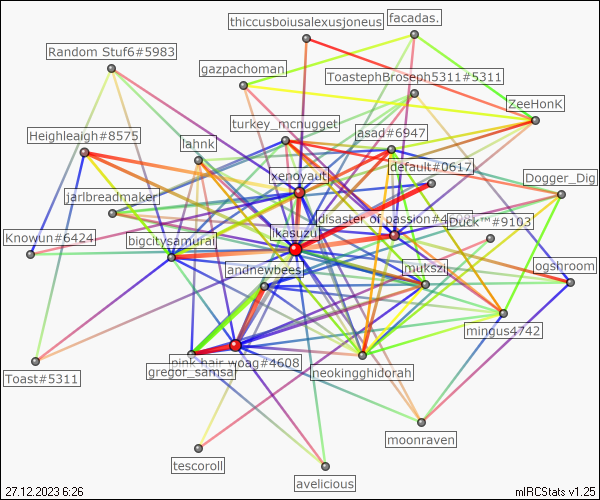 thiccusboiusalexusjoneus
facadas.
Random Stuf6#5983
gazpachoman
ToastephBroseph5311#5311
ZeeHonK
turkey_mcnugget
asad#6947
Heighleaigh#8575
lahnk
default#0617
xenoyaut
Dogger_Dig
jarlbreadmaker
disaster of passion#4
Duck™#9103
Knowun#6424
bigcitysamurai
ikasuzu
andnewbees
mukszi
ogshroom
mingus4742
pink hair woag#4608
gregor_samsa
neokingghidorah
Toast#5311
moonraven
tescoroll
avelicious
27.12.2023 6:26
mIRCStats v1.25